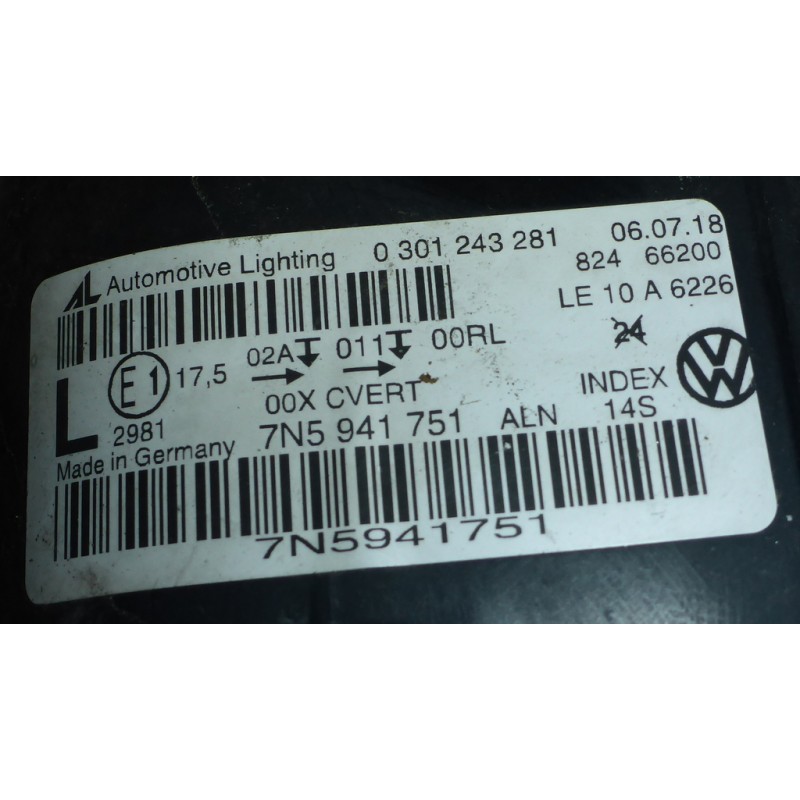 AL Automotive Lighting 0 301 243 281 06.07.18
824 66200
LE 10 A 6226
L E1 17,5 02A 011 00RL 24
00X CVERT INDEX
2981 7N5 941 751 ALN 14S
Made in Germany
7N5941751
VW